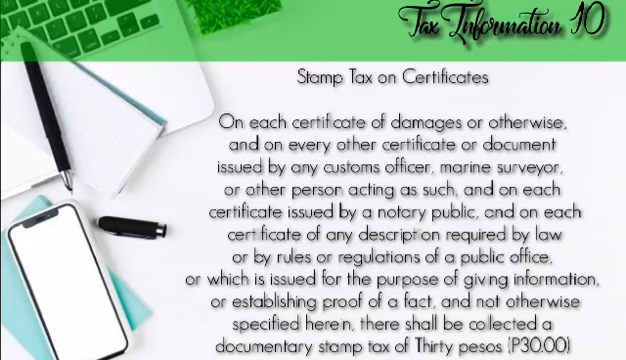 Tax Information 10
Stamp Tax on Certificates
On each certificate of damages or otherwise,
and on every other certificate or document
issued by any customs officer, marine surveyor,
or other person acting as such, and on each
certificate issued by a notary public, and on each
certificate of any description required by law
or by rules or regulations of a public office,
or which is issued for the purpose of giving information,
or establishing proof of a fact, and not otherwise
specified herein, there shall be collected a
documentary stamp tax of Thirty pesos (P30.00)